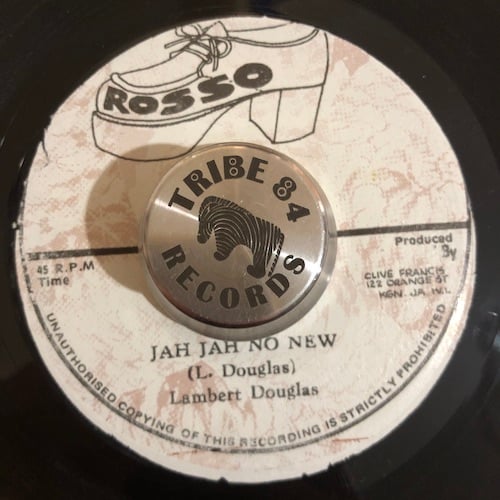 ROSSO
TRIBE 84
RECORDS
45 R.P.M
Time
Produced
By
CLIVE FRANCIS
122 ORANGE ST
KGN. JA. W.I.
JAH JAH NO NEW
(L. Douglas)
Lambert Douglas
UNAUTHORISED COPYING OF THIS RECORDING IS STRICTLY PROHIBITED